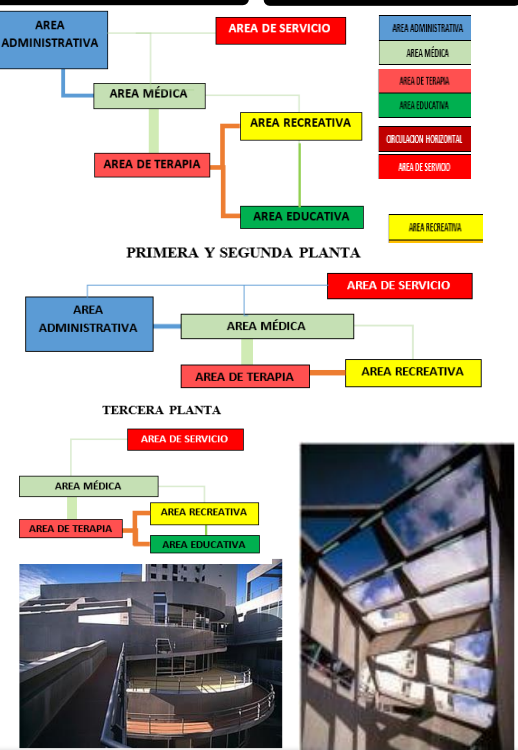 AREA
ADMINISTRATIVA
AREA DE SERVICIO
AREA MÉDICA
AREA RECREATIVA
AREA DE TERAPIA
AREA EDUCATIVA
AREA ADMINISTRATIVA
AREA MÉDICA
AREA DE TERAPIA
AREA EDUCATIVA
CIRCULACION HORIZONTAL
AREA DE SERVICIO
AREA RECREATIVA
PRIMERA Y SEGUNDA PLANTA
AREA DE SERVICIO
AREA
ADMINISTRATIVA
AREA MÉDICA
AREA DE TERAPIA
AREA RECREATIVA
TERCERA PLANTA
AREA DE SERVICIO
AREA MÉDICA
AREA RECREATIVA
AREA DE TERAPIA
AREA EDUCATIVA